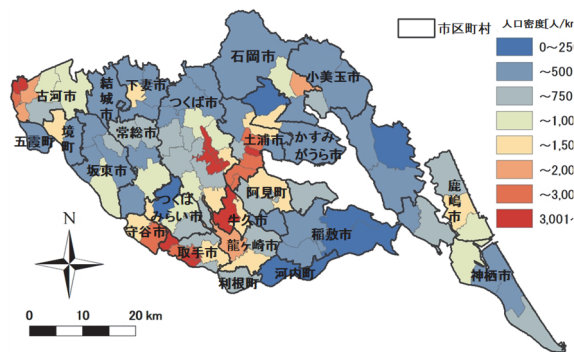 市区町村
人口密度[人/k
0～25
～500
～750
～1,00
～1,50
～2,00
～3,00
3,001～
石岡市
小美玉市
古河市
結城市
下妻市
つくば市
境町
常総市
土浦市
かすみがうら市
五霞町
坂東市
つくばみらい市
阿見町
牛久市
鹿嶋市
守谷市
取手市
龍ヶ崎市
稲敷市
利根町
河内町
神栖市
N
0 10 20 km